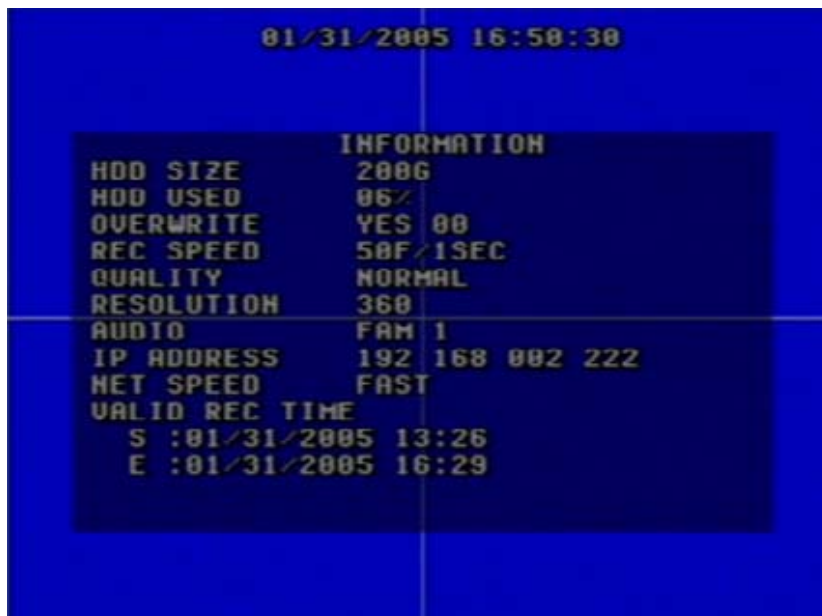 01/31/2005 16:50:30
INFORMATION
HDD SIZE 200G
HDD USED 06%
OVERWRITE YES 00
REC SPEED 50F/1SEC
QUALITY NORMAL
RESOLUTION 360
AUDIO FAM 1
IP ADDRESS 192 168 002 222
NET SPEED FAST
VALID REC TIME
S :01/31/2005 13:26
E :01/31/2005 16:29